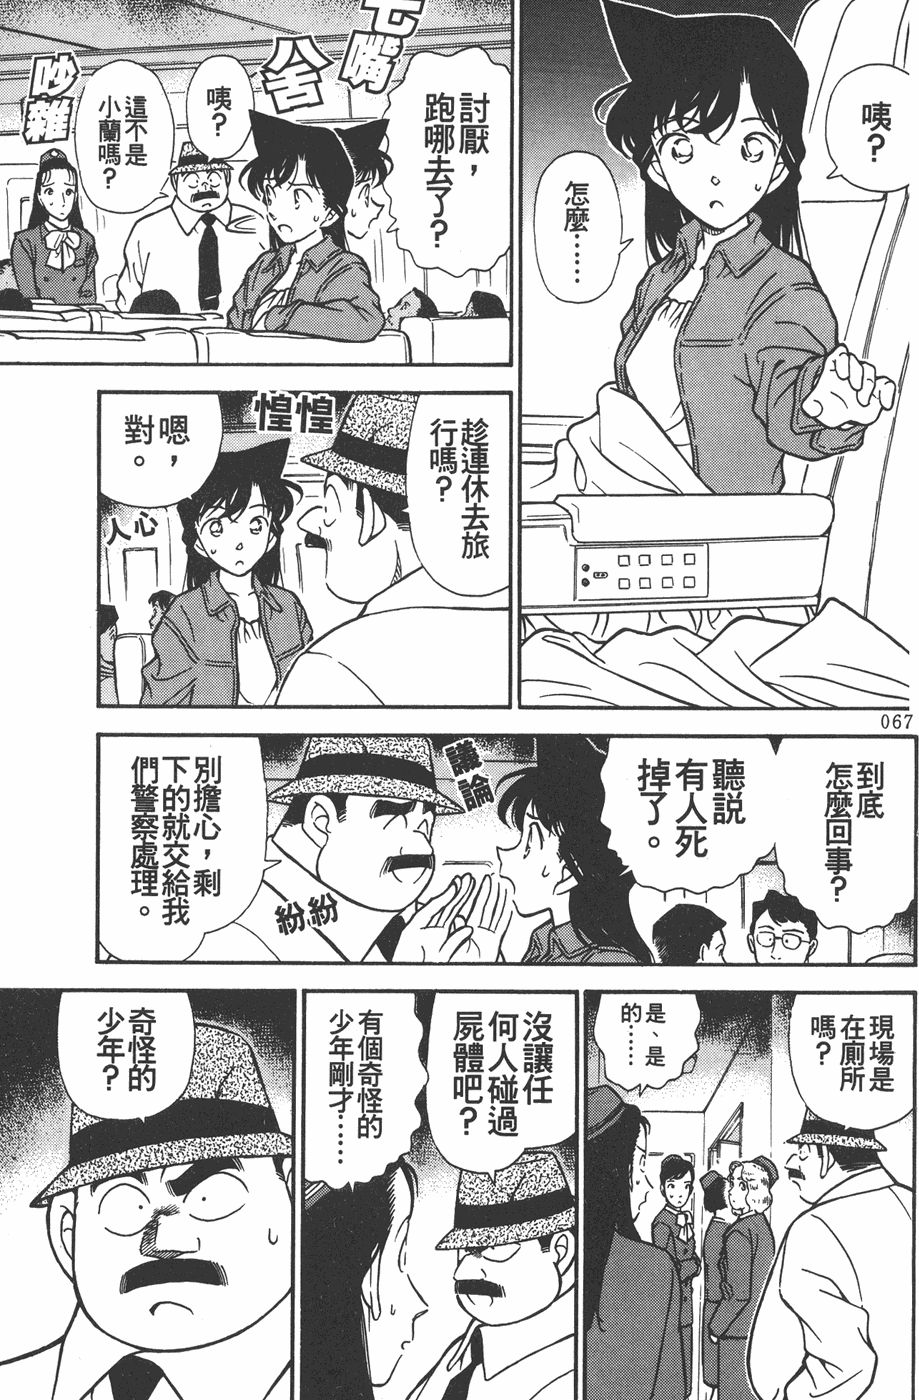 咦？
怎麼……
討厭，
跑哪去了？
七嘴
八舌
咦？
這不是
小蘭嗎？
吵雜
趁連休去旅
行嗎？
惶惶
嗯，
對。
人心
067
到底
怎麼回事？
聽説
有人死
掉了。
議論
紛紛
別擔心，剩
下的就交給我
們警察處理。
現場是
在廁所
嗎？
是、是
的……
沒讓任
何人碰過
屍體吧？
有個奇怪的
少年剛才……
奇怪的
少年？